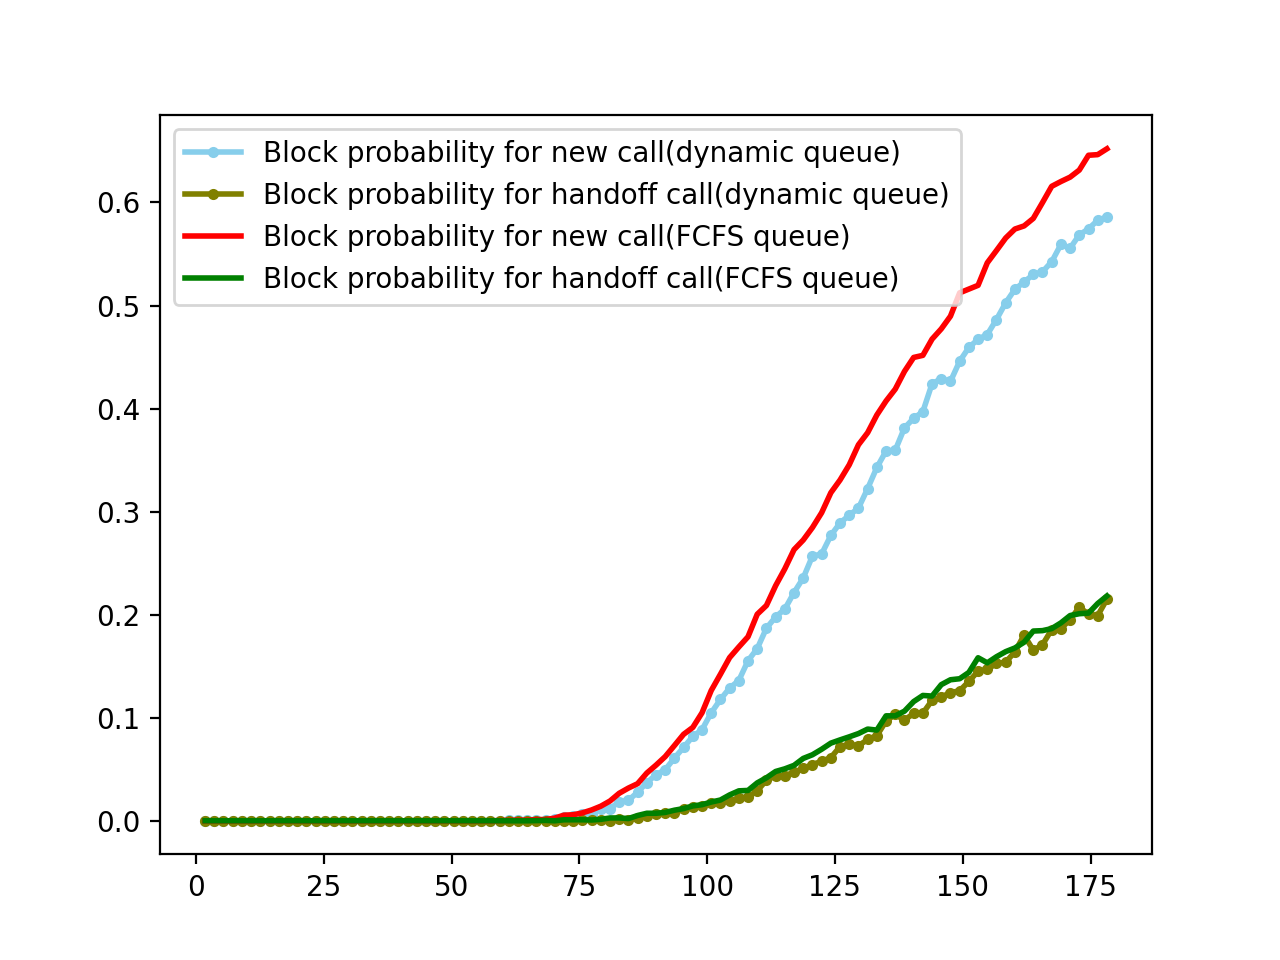 Block probability for new call(dynamic queue)
Block probability for handoff call(dynamic queue)
Block probability for new call(FCFS queue)
Block probability for handoff call(FCFS queue)
0.6
0.5
0.4
0.3
0.2
0.1
0.0
0 25 50 75 100 125 150 175